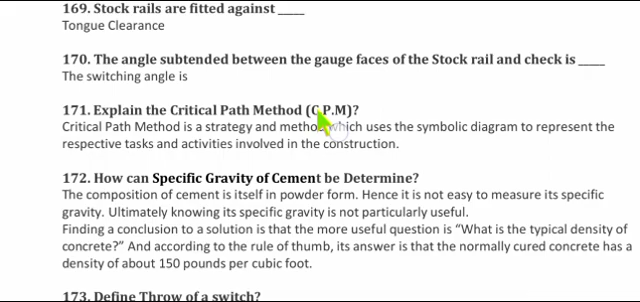 169. Stock rails are fitted against _____
Tongue Clearance
170. The angle subtended between the gauge faces of the Stock rail and check is _____
The switching angle is
171. Explain the Critical Path Method (C.P.M)?
Critical Path Method is a strategy and method which uses the symbolic diagram to represent the
respective tasks and activities involved in the construction.
172. How can Specific Gravity of Cement be Determine?
The composition of cement is itself in powder form. Hence it is not easy to measure its specific
gravity. Ultimately knowing its specific gravity is not particularly useful.
Finding a conclusion to a solution is that the more useful question is “What is the typical density of
concrete?” And according to the rule of thumb, its answer is that the normally cured concrete has a
density of about 150 pounds per cubic foot.
173. Define Throw of a switch?